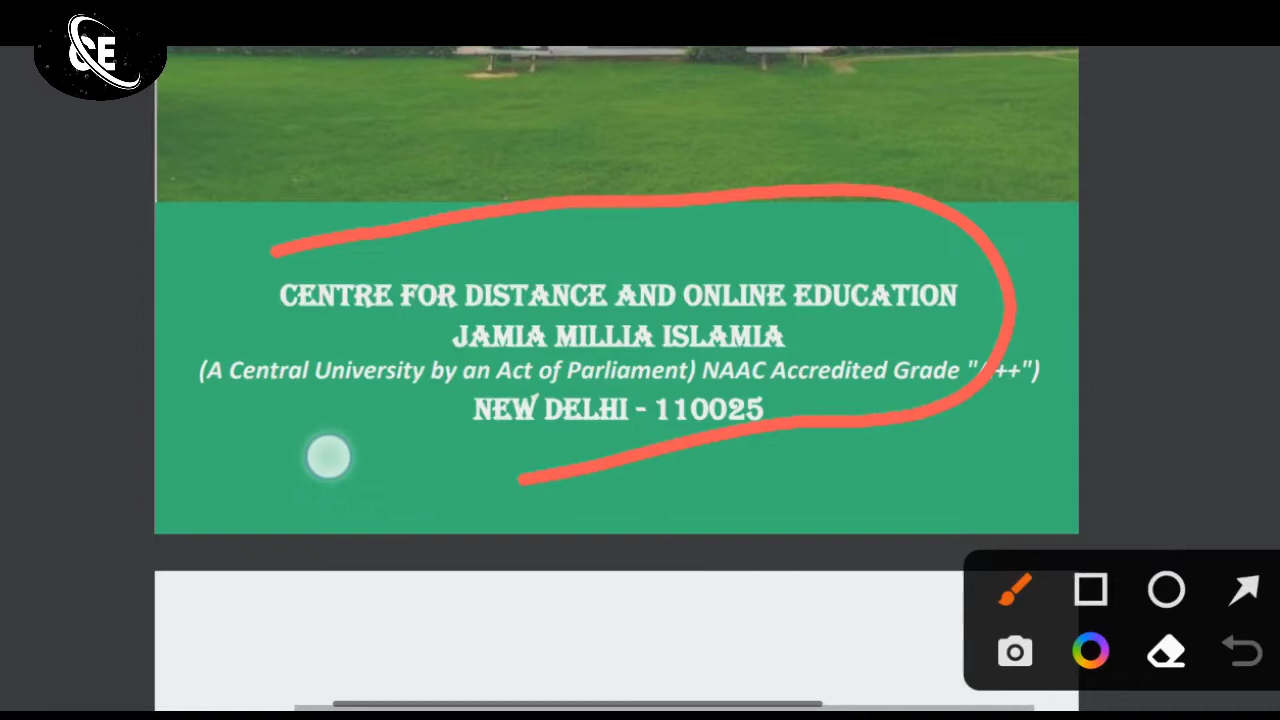 CE
CENTRE FOR DISTANCE AND ONLINE EDUCATION
JAMIA MILLIA ISLAMIA
(A Central University by an Act of Parliament) NAAC Accredited Grade "A++")
NEW DELHI - 110025